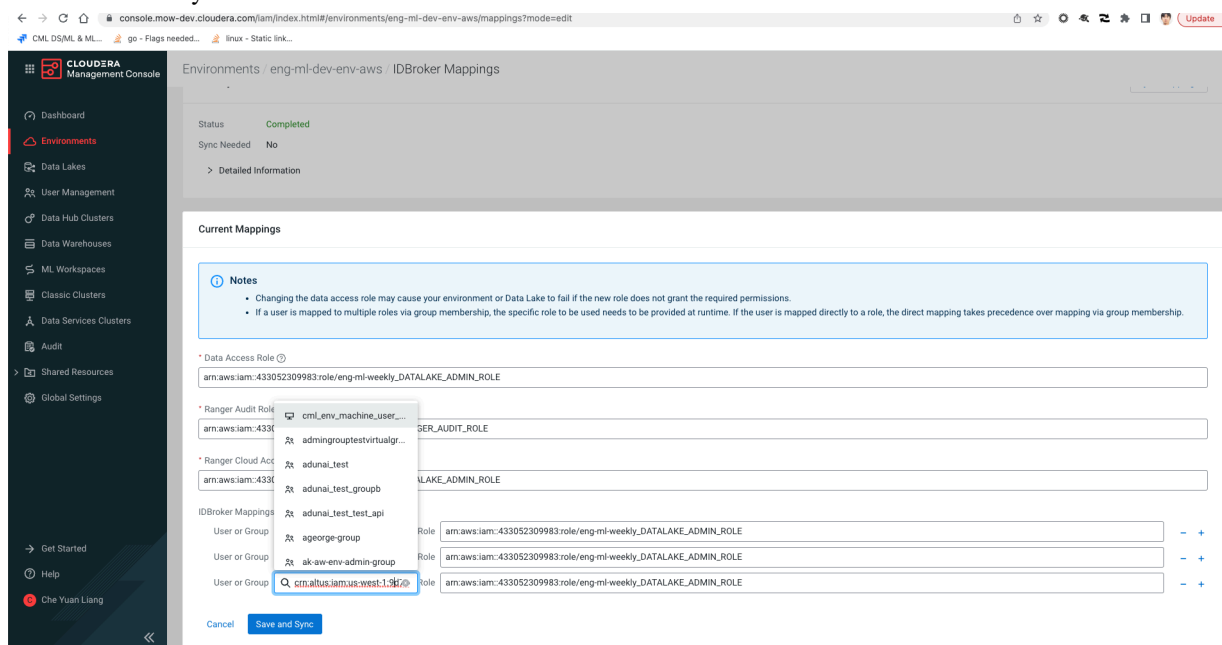 console.mow-dev.cloudera.com/iam/index.html#/environments/eng-ml-dev-env-aws/mappings?mode=edit
Update
CML DS/ML & ML...
go - Flags needed...
linux - Static link...
CLOUDERA
Management Console
Environments / eng-ml-dev-env-aws / IDBroker Mappings
Dashboard
Environments
Data Lakes
User Management
Data Hub Clusters
Data Warehouses
ML Workspaces
Classic Clusters
Data Services Clusters
Audit
Shared Resources
Global Settings
Get Started
Help
C Che Yuan Liang
Status Completed
Sync Needed No
> Detailed Information
Current Mappings
Notes
• Changing the data access role may cause your environment or Data Lake to fail if the new role does not grant the required permissions.
• If a user is mapped to multiple roles via group membership, the specific role to be used needs to be provided at runtime. If the user is mapped directly to a role, the direct mapping takes precedence over mapping via group membership.
* Data Access Role
arn:aws:iam::433052309983:role/eng-ml-weekly_DATALAKE_ADMIN_ROLE
* Ranger Audit Role
arn:aws:iam::4330 GER_AUDIT_ROLE
* Ranger Cloud Acc
arn:aws:iam::4330 ALAKE_ADMIN_ROLE
cml_env_machine_user_...
admingrouptestvirtualgr...
adunai_test
adunai_test_groupb
adunai_test_test_api
ageorge-group
ak-aw-env-admin-group
IDBroker Mappings
User or Group Role arn:aws:iam::433052309983:role/eng-ml-weekly_DATALAKE_ADMIN_ROLE - +
User or Group Role arn:aws:iam::433052309983:role/eng-ml-weekly_DATALAKE_ADMIN_ROLE - +
User or Group crn:altus:iam:us-west-1:9d7 Role arn:aws:iam::433052309983:role/eng-ml-weekly_DATALAKE_ADMIN_ROLE - +
Cancel Save and Sync